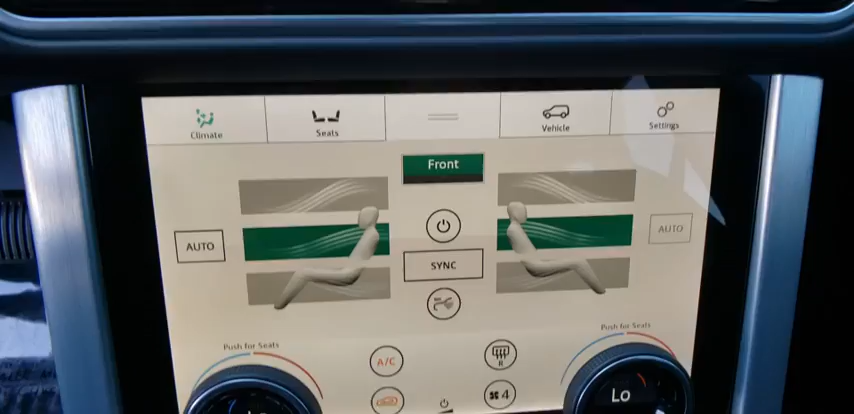 Climate
Seats
Vehicle
Settings
Front
AUTO
AUTO
SYNC
Push for Seats
Push for Seats
A/C
R
4
Lo